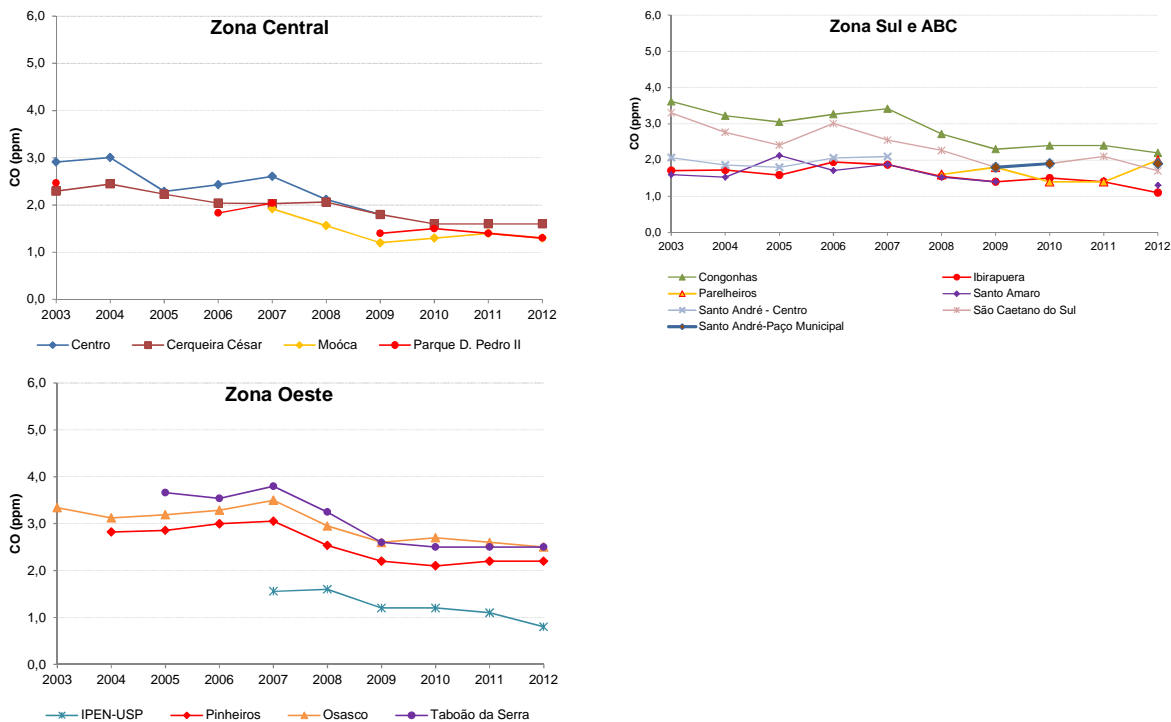 Zona Central
6,0
5,0
4,0
3,0
2,0
1,0
0,0
CO (ppm)
2003 2004 2005 2006 2007 2008 2009 2010 2011 2012
Centro Cerqueira César Moóca Parque D. Pedro II
Zona Sul e ABC
6,0
5,0
4,0
3,0
2,0
1,0
0,0
CO (ppm)
2003 2004 2005 2006 2007 2008 2009 2010 2011 2012
Congonhas Ibirapuera
Parelheiros Santo Amaro
Santo André - Centro São Caetano do Sul
Santo André-Paço Municipal
Zona Oeste
6,0
5,0
4,0
3,0
2,0
1,0
0,0
CO (ppm)
2003 2004 2005 2006 2007 2008 2009 2010 2011 2012
IPEN-USP Pinheiros Osasco Taboão da Serra